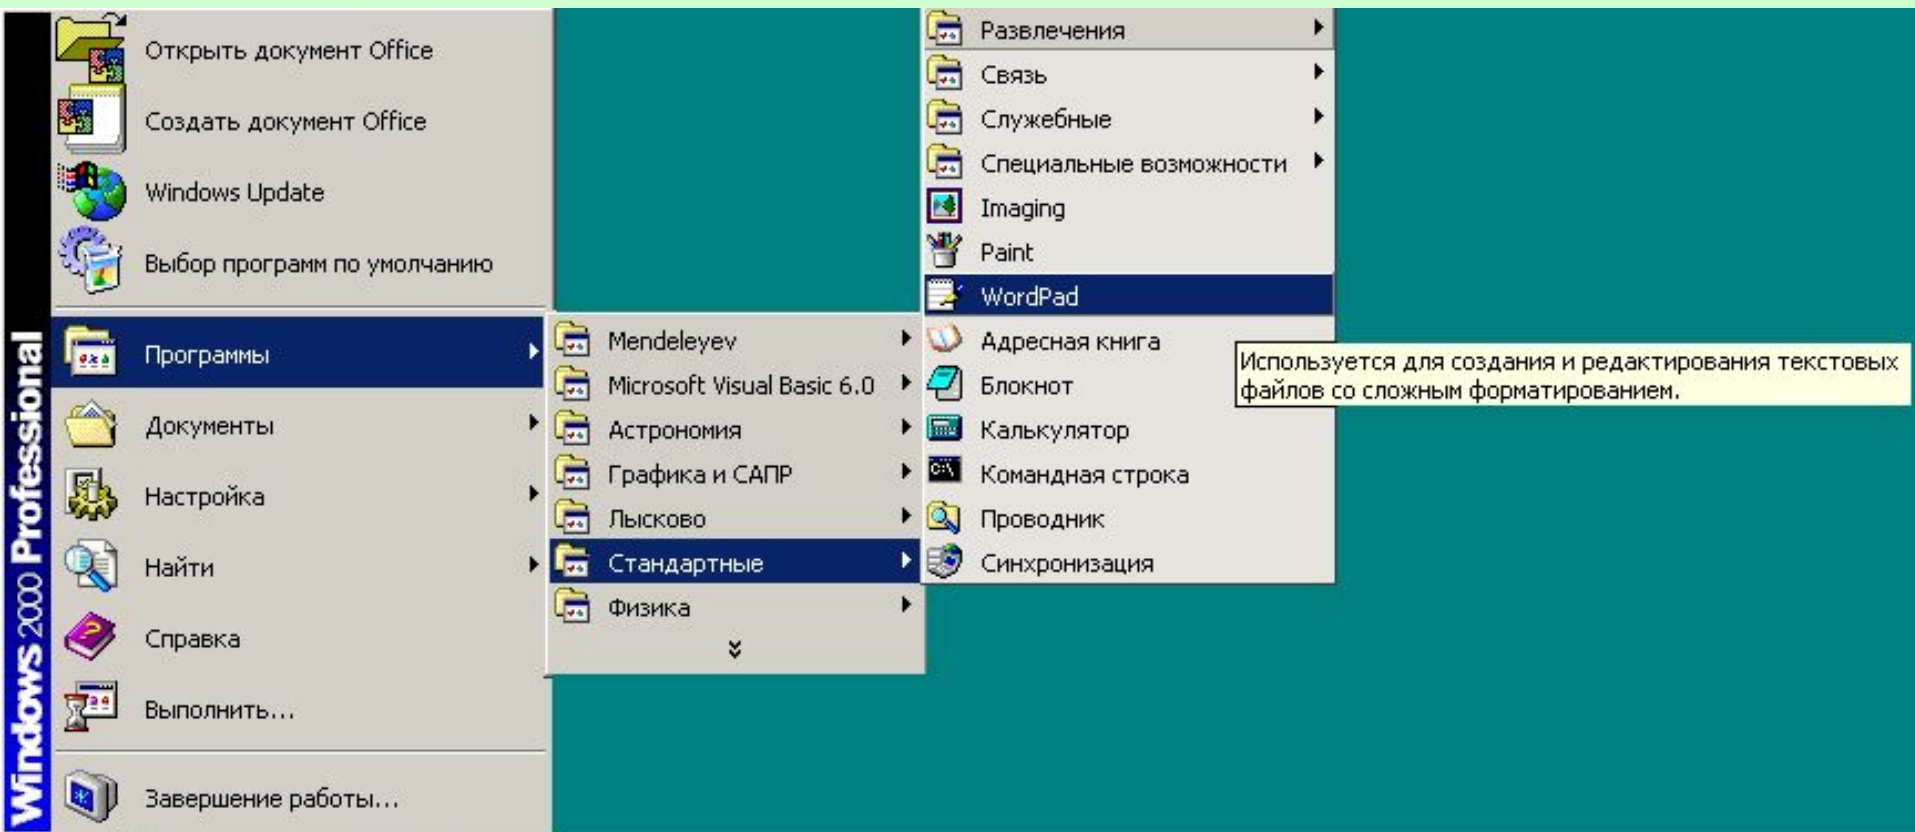 Открыть документ Office
Создать документ Office
Windows Update
Выбор программ по умолчанию
Программы
Документы
Настройка
Найти
Справка
Выполнить...
Завершение работы...
Windows 2000 Professional
Mendeleyev
Microsoft Visual Basic 6.0
Астрономия
Графика и САПР
Лысково
Стандартные
Физика
Развлечения
Связь
Служебные
Специальные возможности
Imaging
Paint
WordPad
Адресная книга
Блокнот
Калькулятор
Командная строка
Проводник
Синхронизация
Используется для создания и редактирования текстовых
файлов со сложным форматированием.